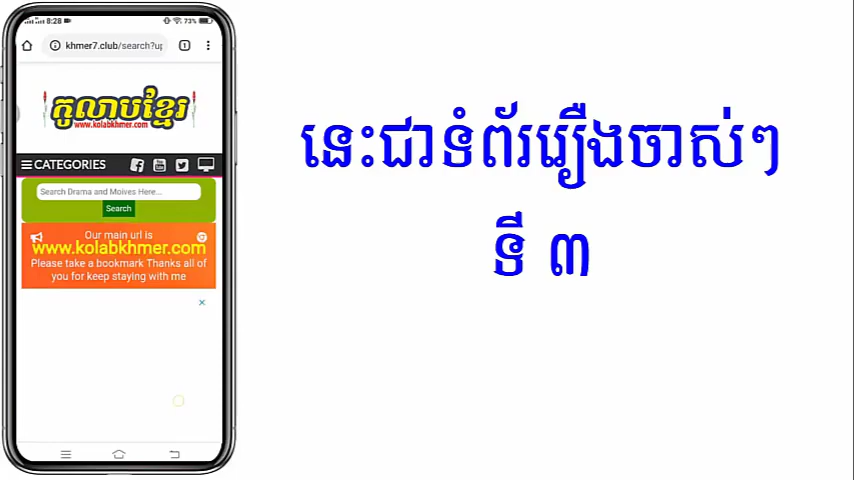 8:28
73%
khmer7.club/search?up
1
កូលាបខ្មែរ
www.kolabkhmer.com
CATEGORIES
Search Drama and Moives Here...
Search
Our main url is
www.kolabkhmer.com
Please take a bookmark Thanks all of
you for keep staying with me
នេះជាទំព័ររឿងចាស់ៗ
ទី ៣